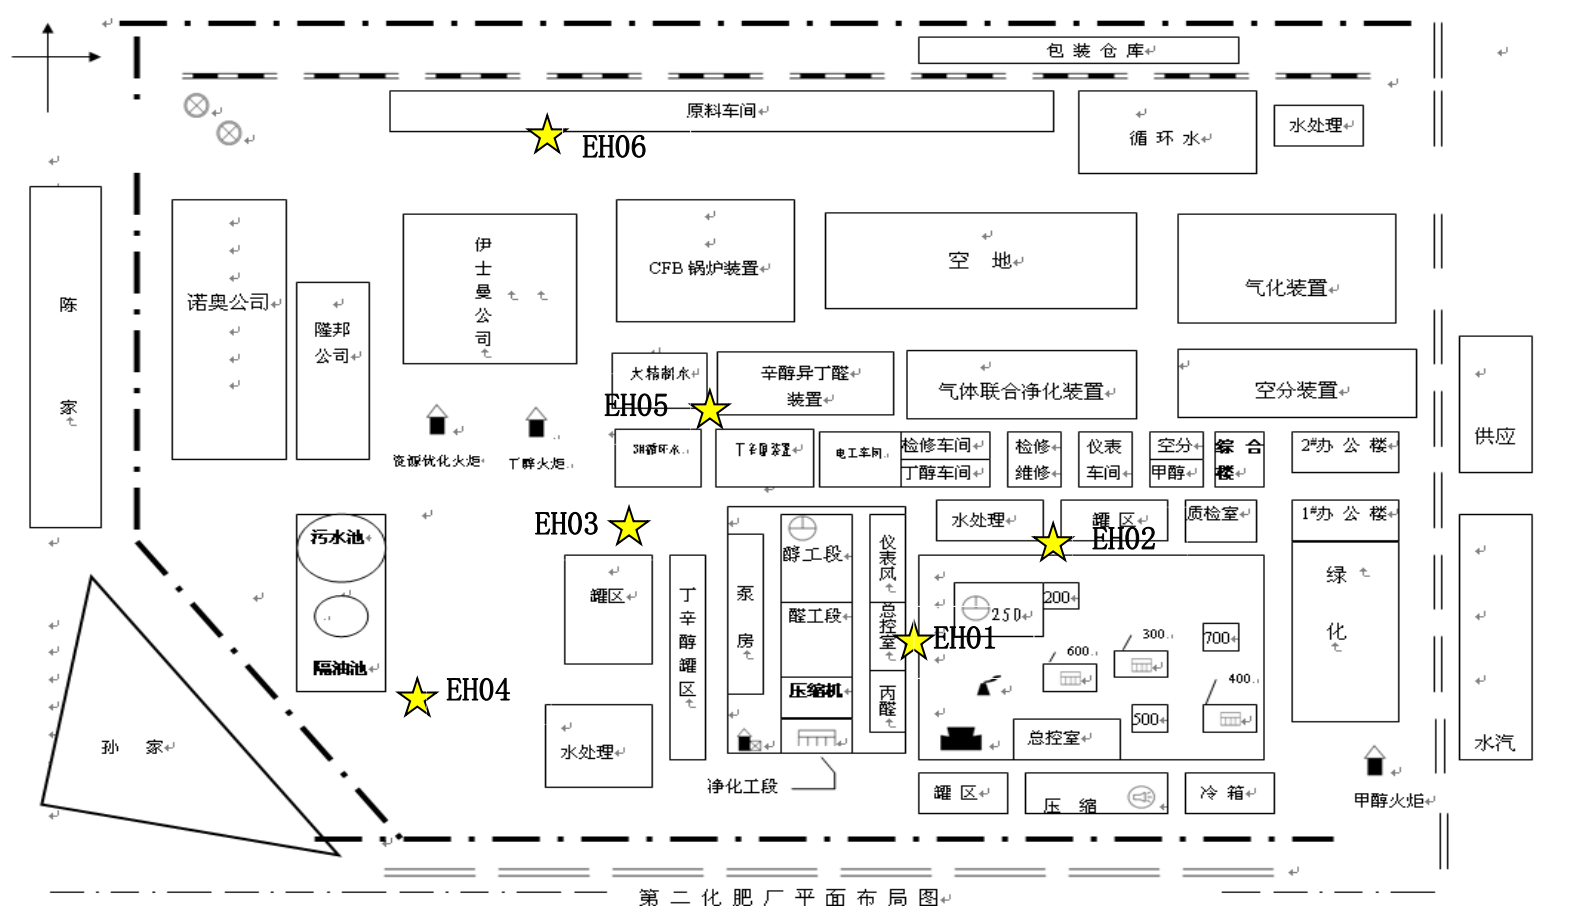 包装仓库
原料车间
循环水
水处理
EH06
陈家
诺奥公司
隆邦
公司
伊士曼公司
CFB 锅炉装置
空 地
气化装置
大精制水
辛醇异丁醛
装置
气体联合净化装置
空分装置
供应
EH05
资源优化火炬
丁醇火炬
电工车间
检修车间
丁醇车间
检修
维修
仪表
车间
空分
甲醇
综合
楼
2#办公楼
EH03
污水池
隔油池
EH04
罐区
丁辛醇罐区
泵房
醇工段
醛工段
压缩机
仪表风
总控室
丙醛
水处理
罐区
质检室
1#办公楼
EH02
250
200
EH01
300
600
700
400
500
总控室
绿化
水汽
孙家
水处理
净化工段
罐区
压缩
冷箱
甲醇火炬
第二化肥厂平面布局图